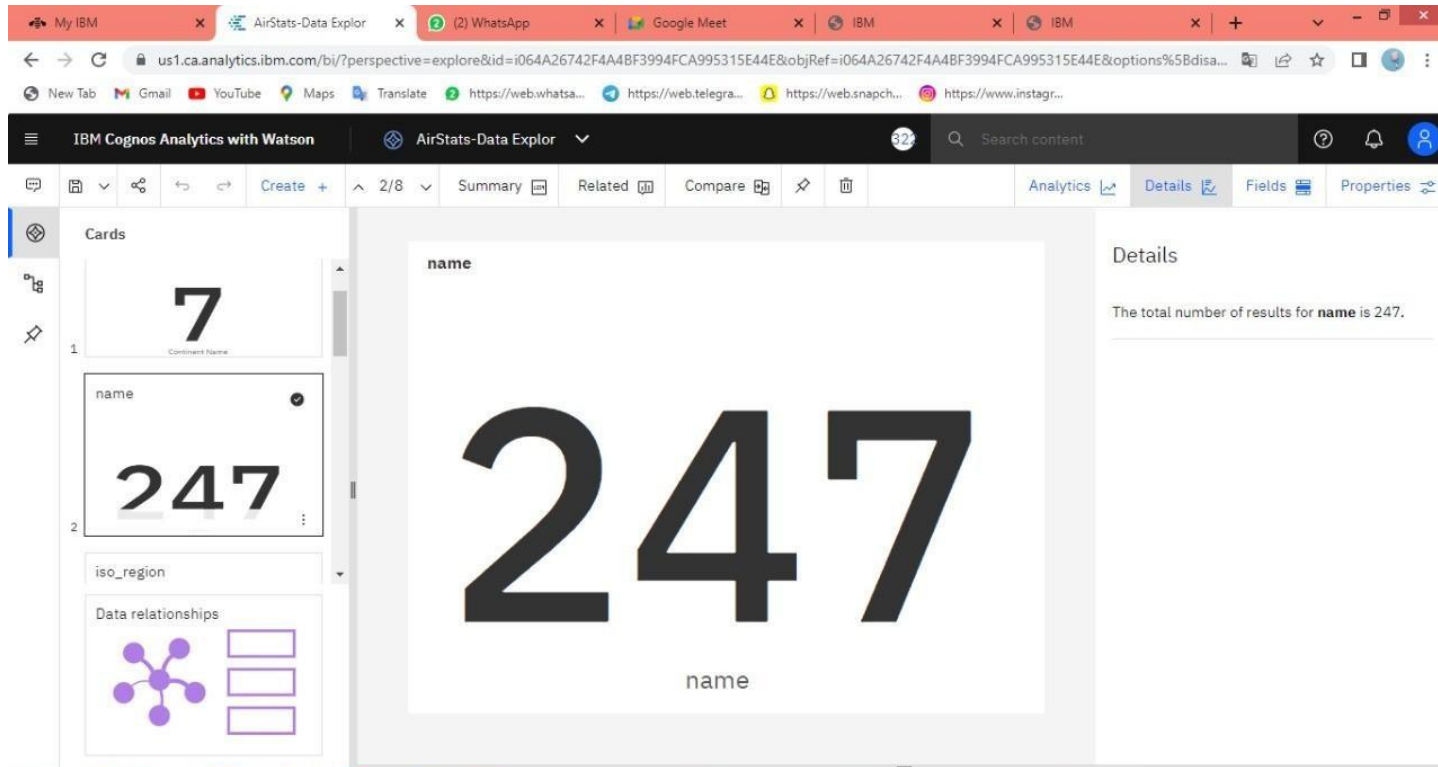 My IBM
AirStats-Data Explor
(2) WhatsApp
Google Meet
IBM
IBM
us1.ca.analytics.ibm.com/bi/?perspective=explore&id=i064A26742F4A4BF3994FCA995315E44E&objRef=i064A26742F4A4BF3994FCA995315E44E&options%5Bdisa...
New Tab Gmail YouTube Maps Translate https://web.whatsa... https://web.telegra... https://web.snapch... https://www.instagr...
IBM Cognos Analytics with Watson AirStats-Data Explor 322 Search content
Create + 2/8 Summary Related Compare Analytics Details Fields Properties
Cards
7
Continent Name
1
name
247
2
iso_region
Data relationships
name
247
name
Details
The total number of results for name is 247.